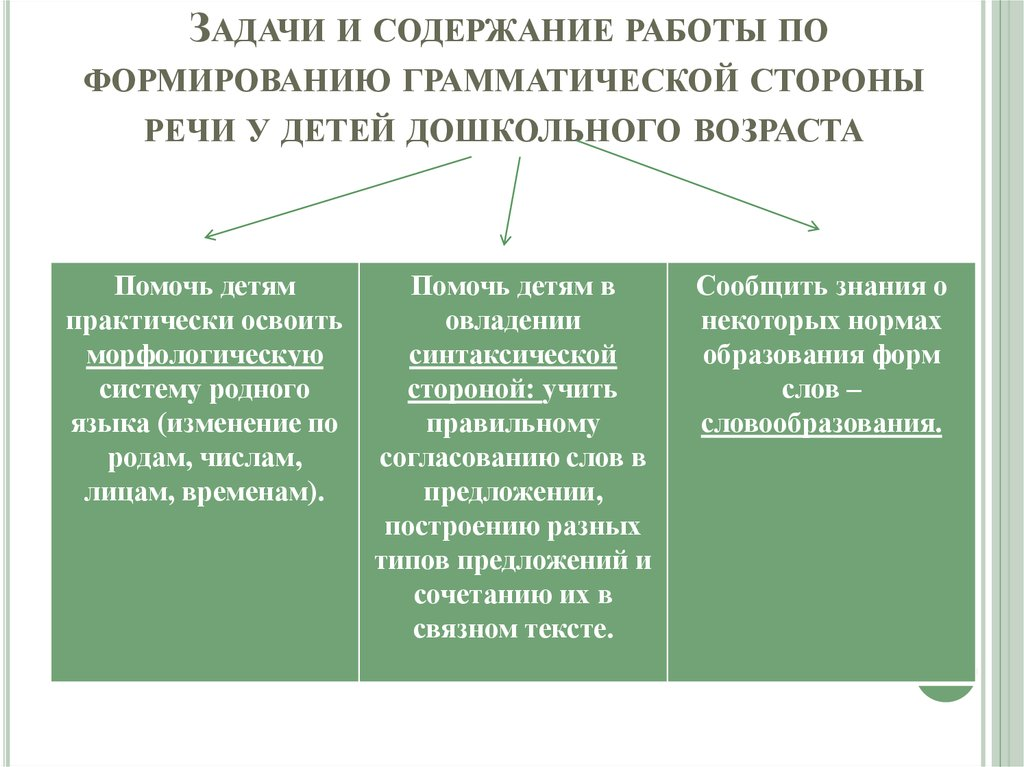 Задачи и содержание работы по
формированию грамматической стороны
речи у детей дошкольного возраста
Помочь детям
практически освоить
морфологическую
систему родного
языка (изменение по
родам, числам,
лицам, временам).
Помочь детям в
овладении
синтаксической
стороной: учить
правильному
согласованию слов в
предложении,
построению разных
типов предложений и
сочетанию их в
связном тексте.
Сообщить знания о
некоторых нормах
образования форм
слов –
словообразования.